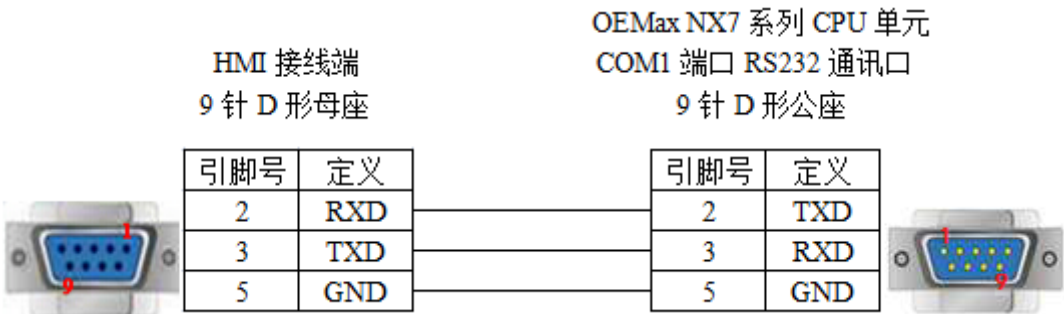 OEMax NX7 系列 CPU 单元
HMI 接线端
COM1 端口 RS232 通讯口
9 针 D 形母座
9 针 D 形公座
引脚号 定义
引脚号 定义
2 RXD
2 TXD
3 TXD
3 RXD
5 GND
5 GND
1
9
1
9